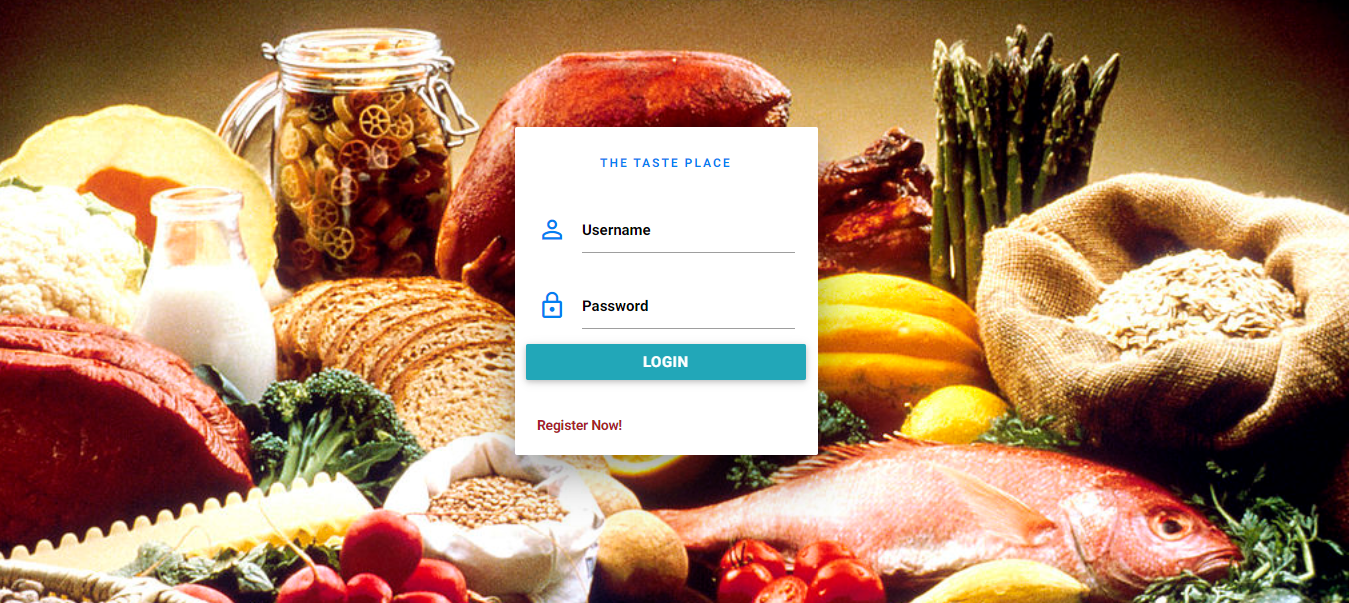 THE TASTE PLACE
Username
Password
LOGIN
Register Now!